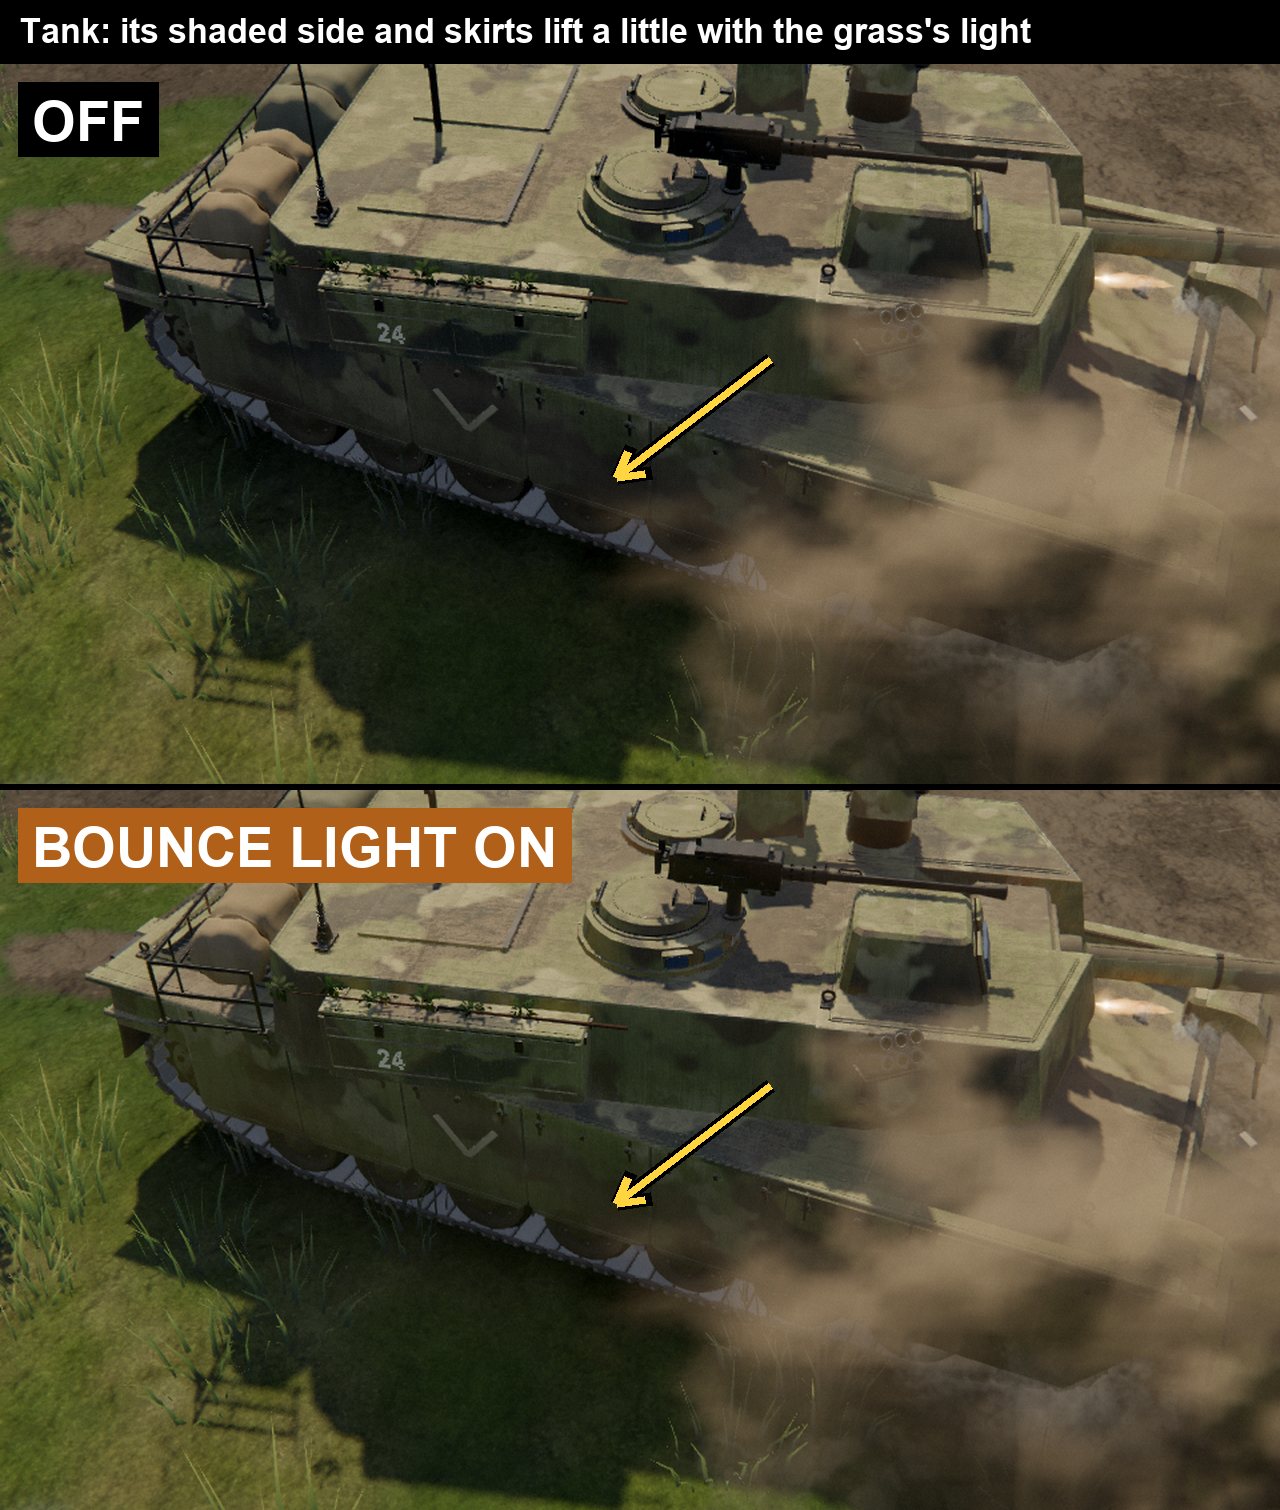 Tank: its shaded side and skirts lift a little with the grass's light
OFF
24
BOUNCE LIGHT ON
24